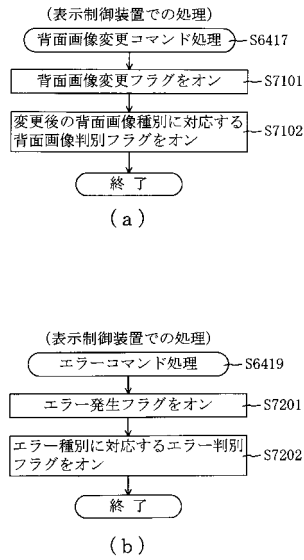 (表示制御装置での処理)
背面画像変更コマンド処理
S6417
背面画像変更フラグをオン
S7101
変更後の背面画像種別に対応する
背面画像判別フラグをオン
S7102
終了
(a)
(表示制御装置での処理)
エラーコマンド処理
S6419
エラー発生フラグをオン
S7201
エラー種別に対応するエラー判別
フラグをオン
S7202
終了
(b)